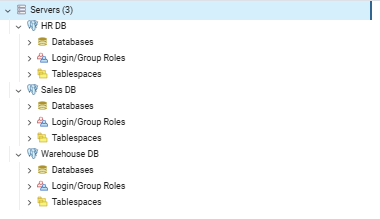 Servers (3)
HR DB
Databases
Login/Group Roles
Tablespaces
Sales DB
Databases
Login/Group Roles
Tablespaces
Warehouse DB
Databases
Login/Group Roles
Tablespaces